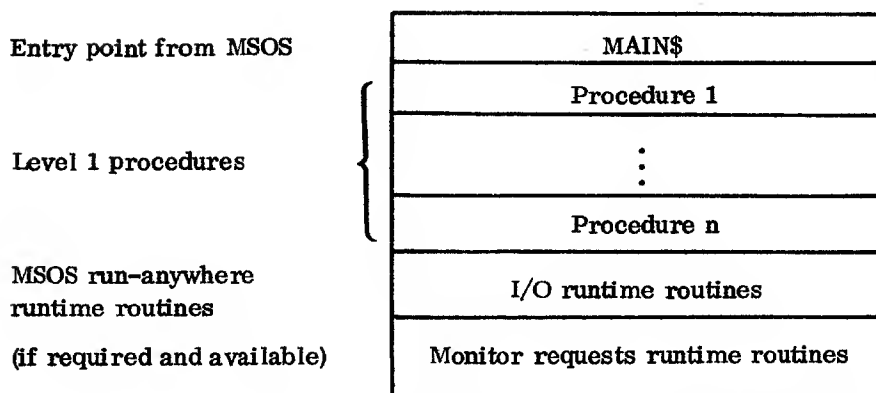 Entry point from MSOS
MAIN$
Procedure 1
Level 1 procedures
⋮
Procedure n
MSOS run-anywhere
runtime routines
I/O runtime routines
(if required and available)
Monitor requests runtime routines